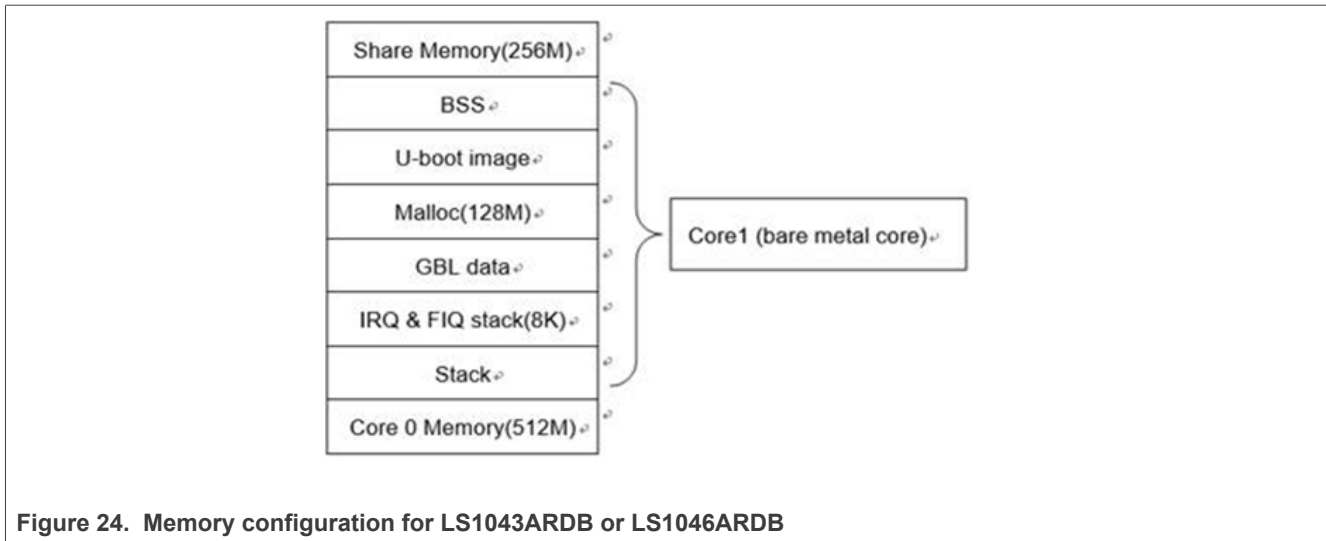 Share Memory(256M)
BSS
U-boot image
Malloc(128M)
GBL data
IRQ & FIQ stack(8K)
Stack
Core 0 Memory(512M)
Core1 (bare metal core)
Figure 24. Memory configuration for LS1043ARDB or LS1046ARDB